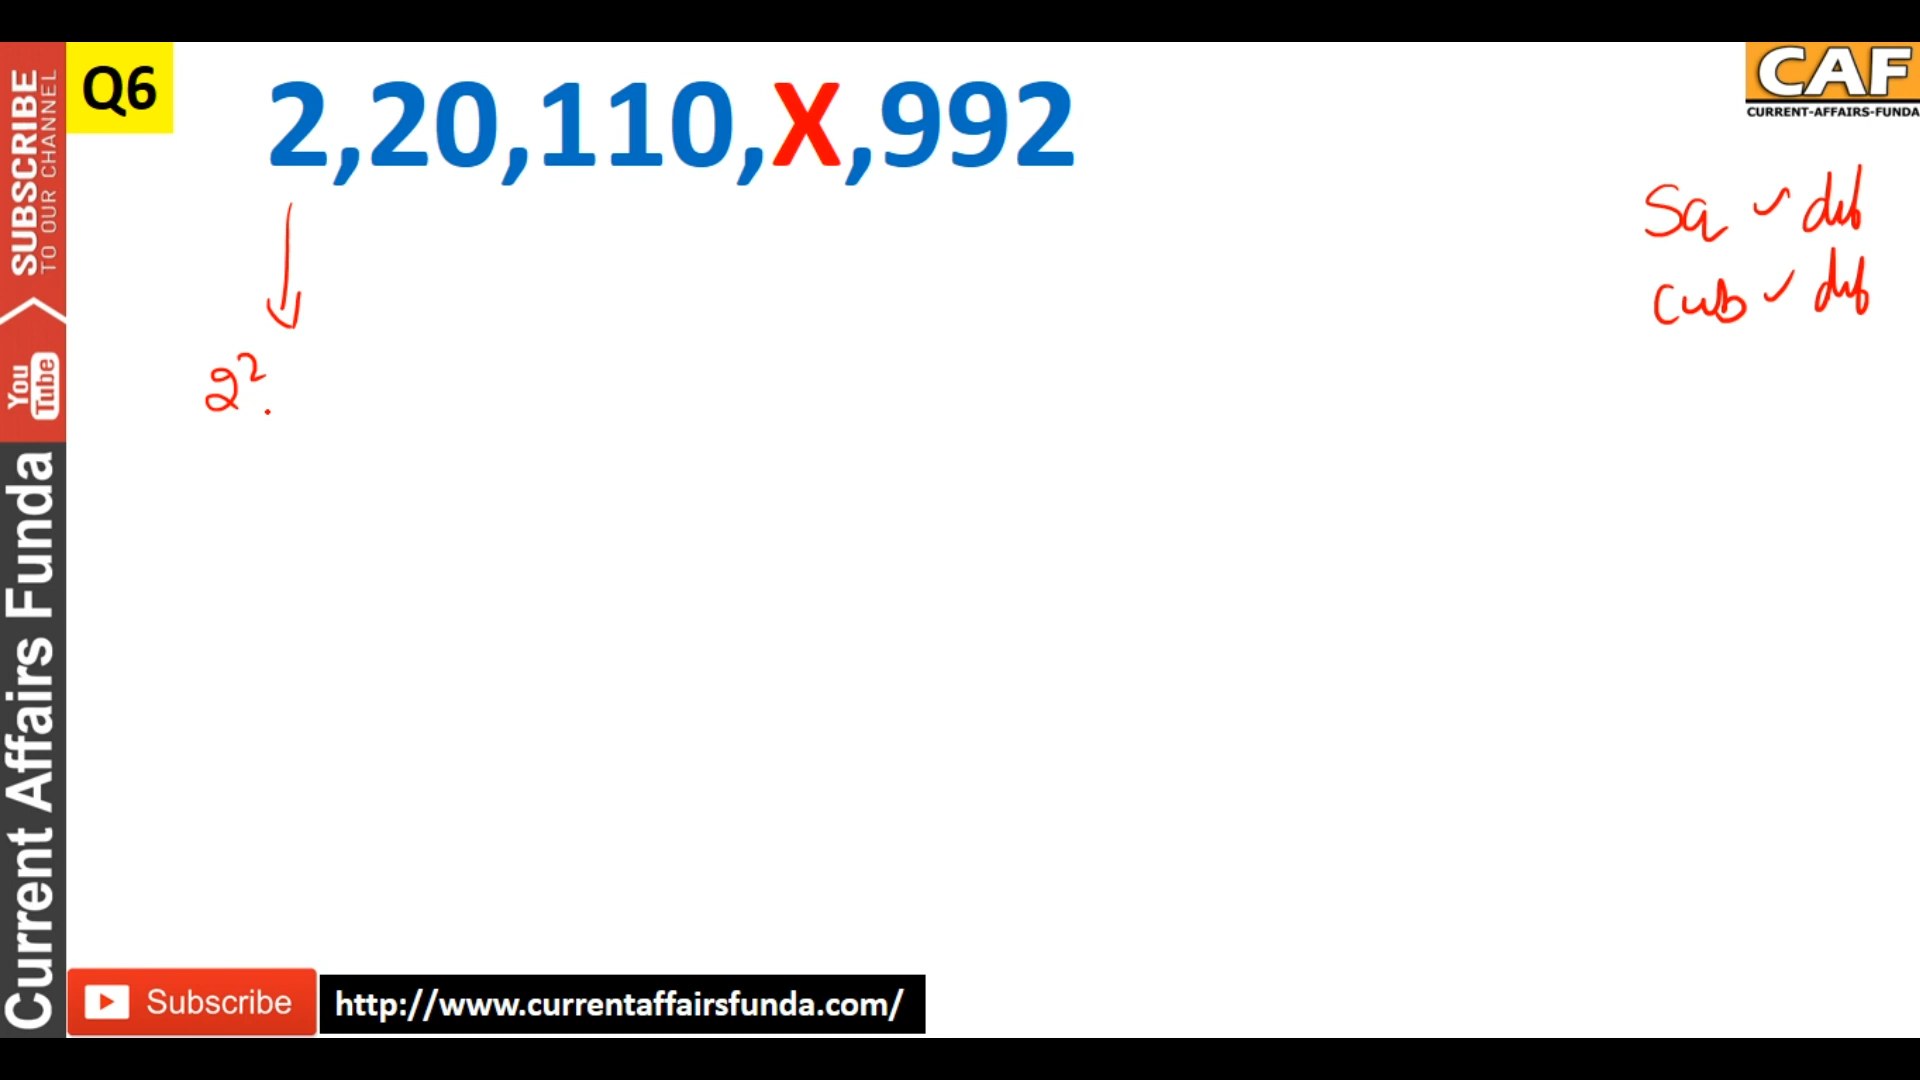 Q6
2,20,110,X,992
CAF
CURRENT-AFFAIRS-FUNDA
SUBSCRIBE
TO OUR CHANNEL
You
Tube
Current Affairs Funda
Sq ✓
Cub ✓
2²
Subscribe
http://www.currentaffairsfunda.com/